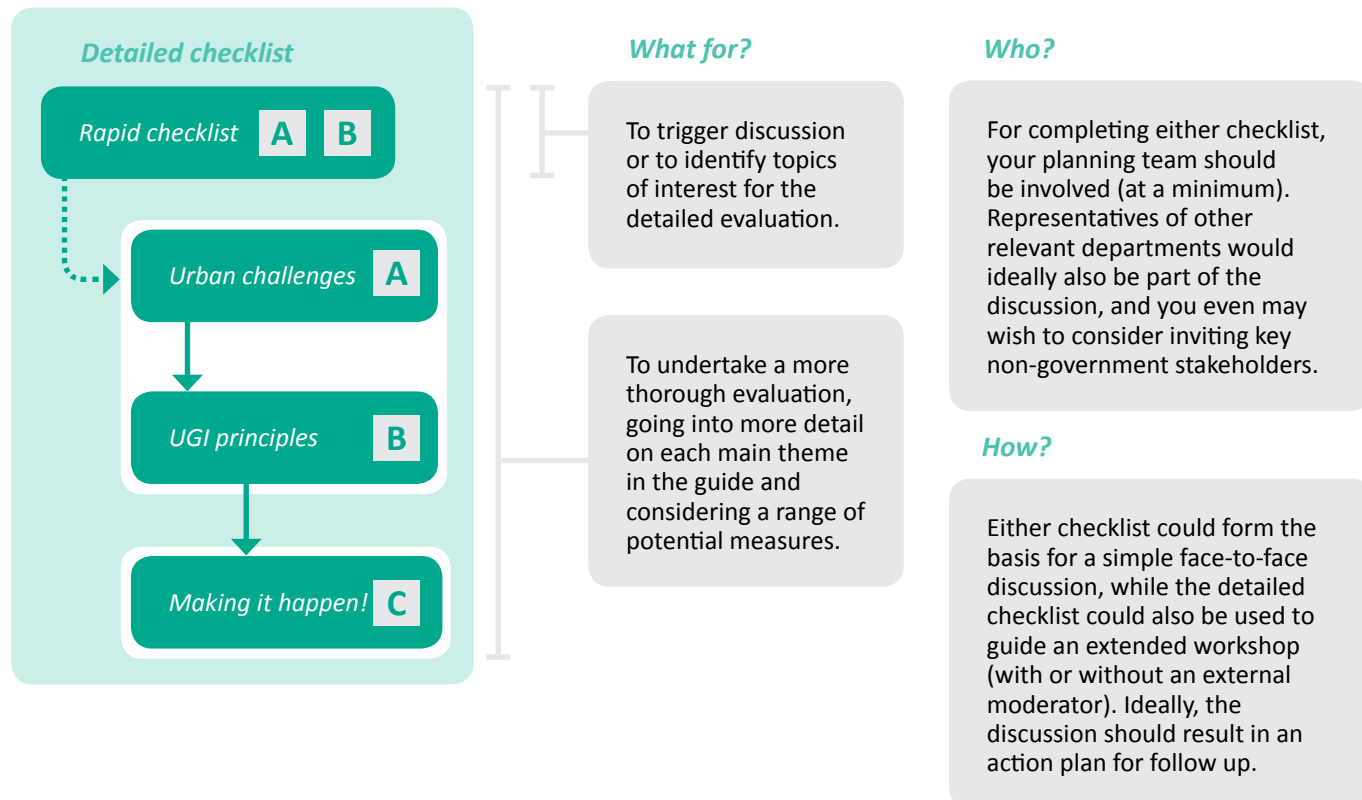 Detailed checklist
Rapid checklist A B
Urban challenges A
UGI principles B
Making it happen! C
What for?
To trigger discussion
or to identify topics
of interest for the
detailed evaluation.
To undertake a more
thorough evaluation,
going into more detail
on each main theme
in the guide and
considering a range of
potential measures.
Who?
For completing either checklist,
your planning team should
be involved (at a minimum).
Representatives of other
relevant departments would
ideally also be part of the
discussion, and you even may
wish to consider inviting key
non-government stakeholders.
How?
Either checklist could form the
basis for a simple face-to-face
discussion, while the detailed
checklist could also be used to
guide an extended workshop
(with or without an external
moderator). Ideally, the
discussion should result in an
action plan for follow up.